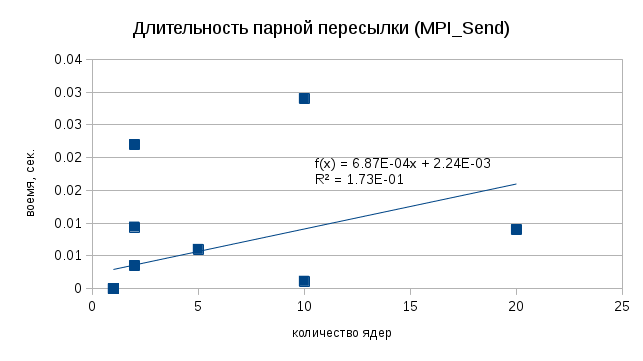 Длительность парной пересылки (MPI_Send)
0.04
0.03
0.03
0.02
0.02
0.01
0.01
0
воемя, сек.
f(x) = 6.87E-04x + 2.24E-03
R² = 1.73E-01
0 5 10 15 20 25
количество ядер